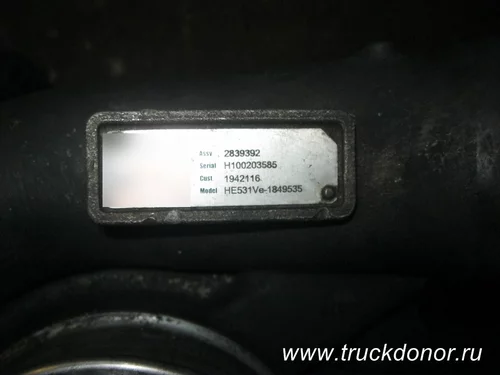 Assy 2839392
Serial H100203585
Cust 1942116
Model HE531Ve-1849535
www.truckdonor.ru